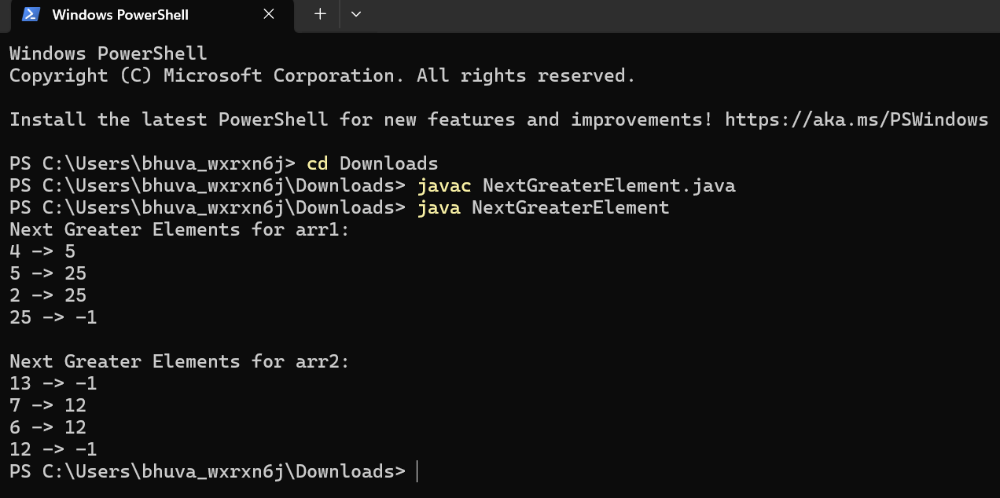 Windows PowerShell
Windows PowerShell
Copyright (C) Microsoft Corporation. All rights reserved.
Install the latest PowerShell for new features and improvements! https://aka.ms/PSWindows
PS C:\Users\bhuva_wxrxn6j> cd Downloads
PS C:\Users\bhuva_wxrxn6j\Downloads> javac NextGreaterElement.java
PS C:\Users\bhuva_wxrxn6j\Downloads> java NextGreaterElement
Next Greater Elements for arr1:
4 -> 5
5 -> 25
2 -> 25
25 -> -1
Next Greater Elements for arr2:
13 -> -1
7 -> 12
6 -> 12
12 -> -1
PS C:\Users\bhuva_wxrxn6j\Downloads>